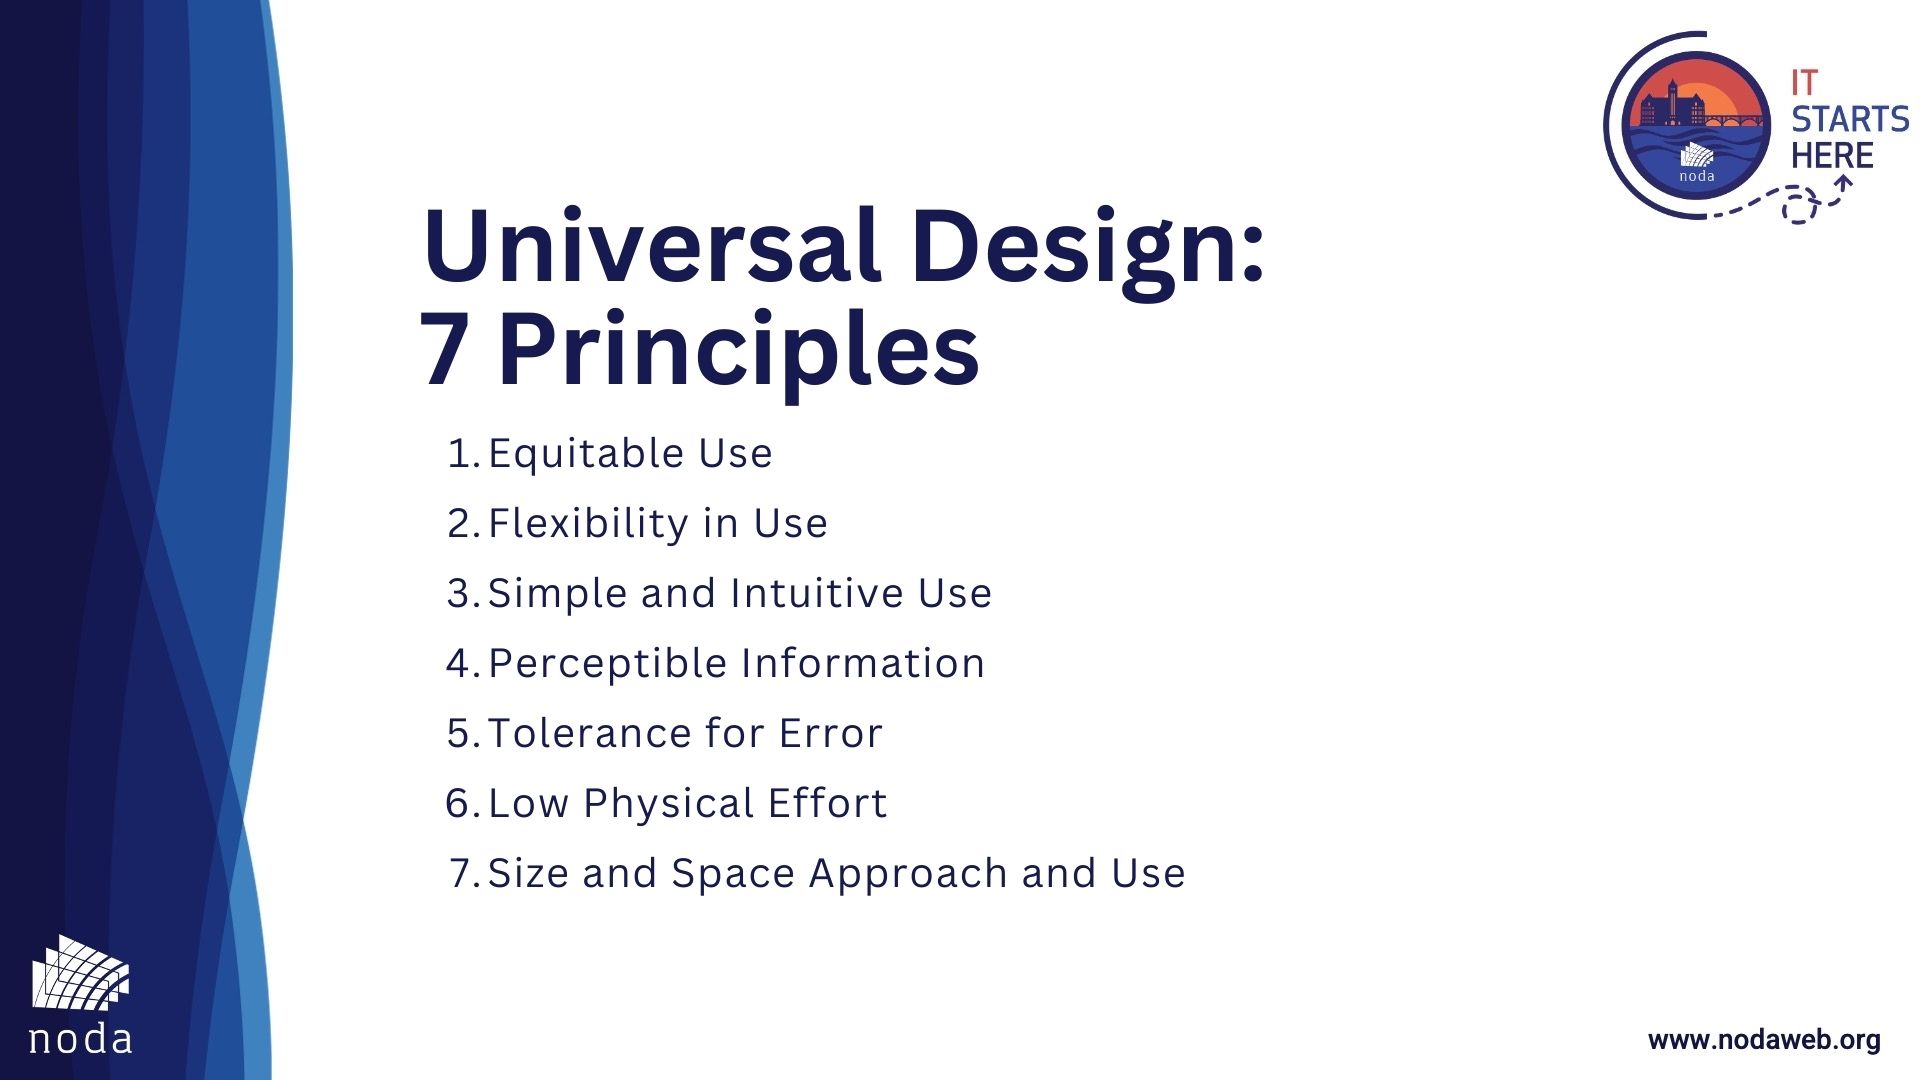 IT
STARTS
HERE
noda
Universal Design:
7 Principles
1. Equitable Use
2. Flexibility in Use
3. Simple and Intuitive Use
4. Perceptible Information
5. Tolerance for Error
6. Low Physical Effort
7. Size and Space Approach and Use
noda
www.nodaweb.org